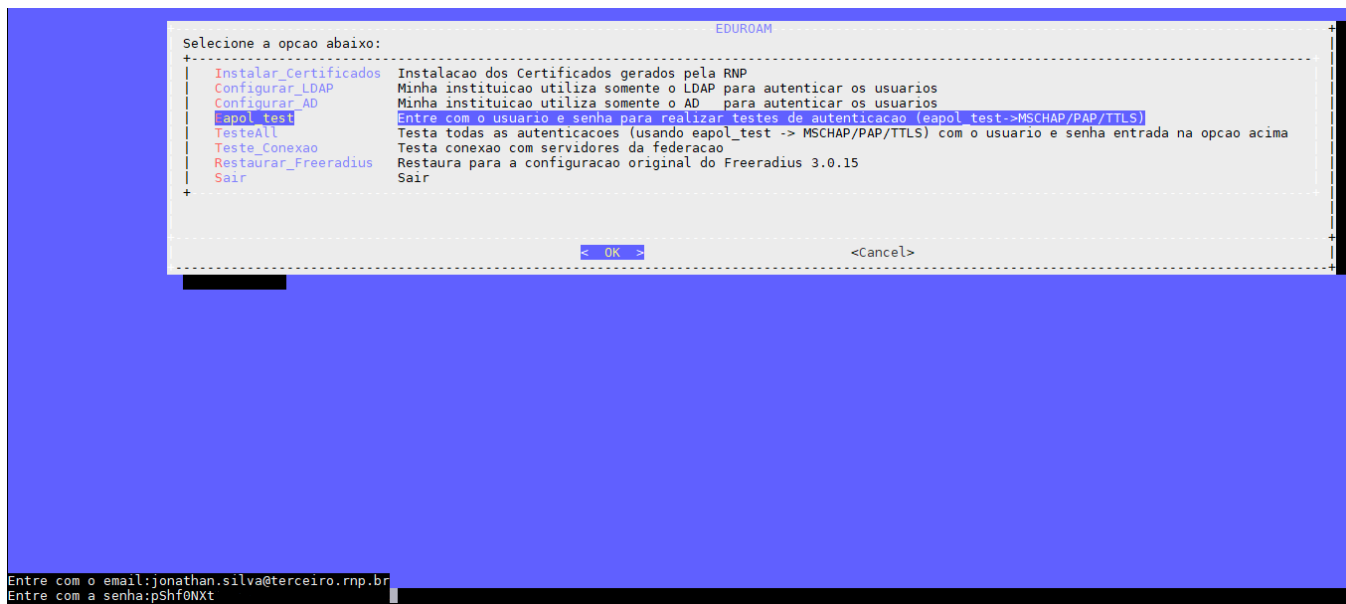 EDUROAM
Selecione a opcao abaixo:
Instalar_Certificados Instalacao dos Certificados gerados pela RNP
Configurar_LDAP Minha instituicao utiliza somente o LDAP para autenticar os usuarios
Configurar_AD Minha instituicao utiliza somente o AD para autenticar os usuarios
Eapol_test Entre com o usuario e senha para realizar testes de autenticacao (eapol_test->MSCHAP/PAP/TTLS)
TesteAll Testa todas as autenticacoes (usando eapol_test -> MSCHAP/PAP/TTLS) com o usuario e senha entrada na opcao acima
Teste_Conexao Testa conexao com servidores da federacao
Restaurar_Freeradius Restaura para a configuracao original do Freeradius 3.0.15
Sair Sair
< OK > <Cancel>
Entre com o email:jonathan.silva@terceiro.rnp.br
Entre com a senha:pShf0NXt